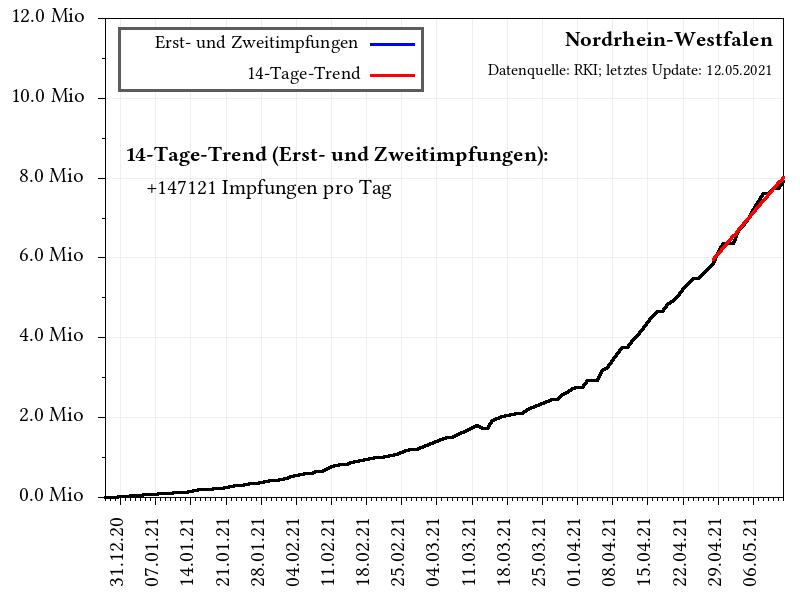 12.0 Mio
10.0 Mio
8.0 Mio
6.0 Mio
4.0 Mio
2.0 Mio
0.0 Mio
Erst- und Zweitimpfungen
14-Tage-Trend
Nordrhein-Westfalen
Datenquelle: RKI; letztes Update: 12.05.2021
14-Tage-Trend (Erst- und Zweitimpfungen):
+147121 Impfungen pro Tag
31.12.20
07.01.21
14.01.21
21.01.21
28.01.21
04.02.21
11.02.21
18.02.21
25.02.21
04.03.21
11.03.21
18.03.21
25.03.21
01.04.21
08.04.21
15.04.21
22.04.21
29.04.21
06.05.21